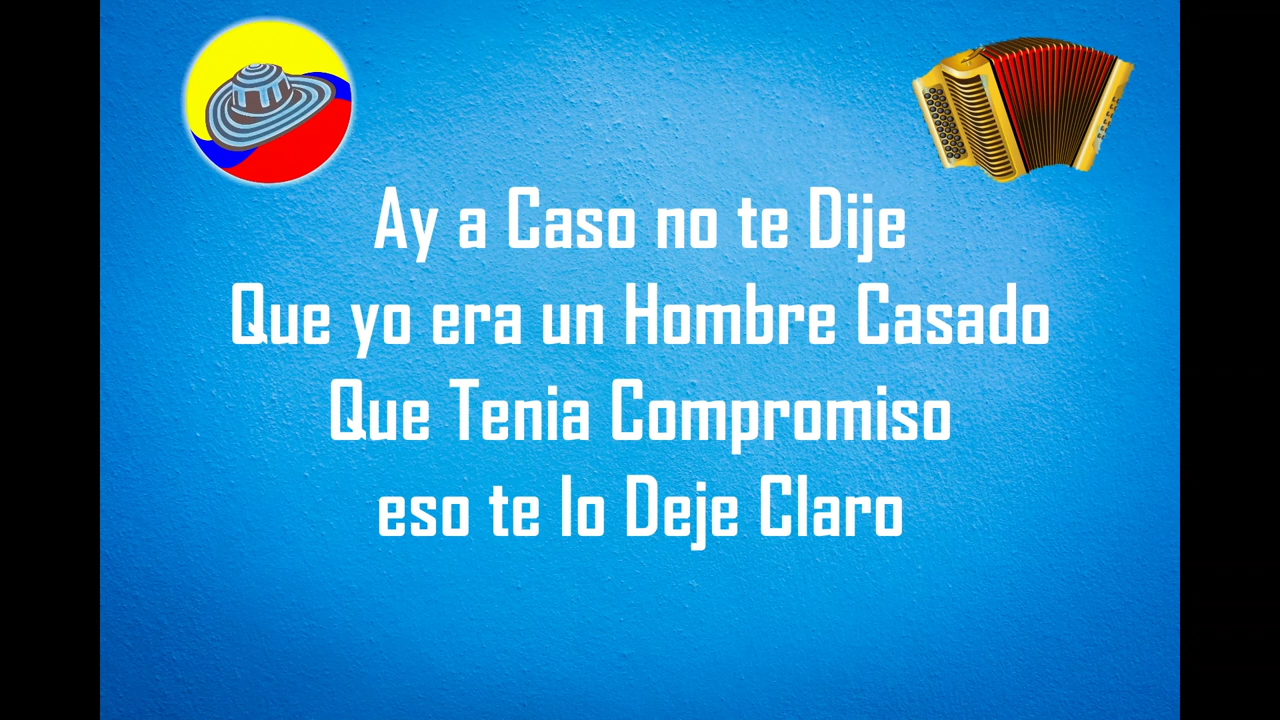 Ay a Caso no te Dije
Que yo era un Hombre Casado
Que Tenia Compromiso
eso te lo Deje Claro